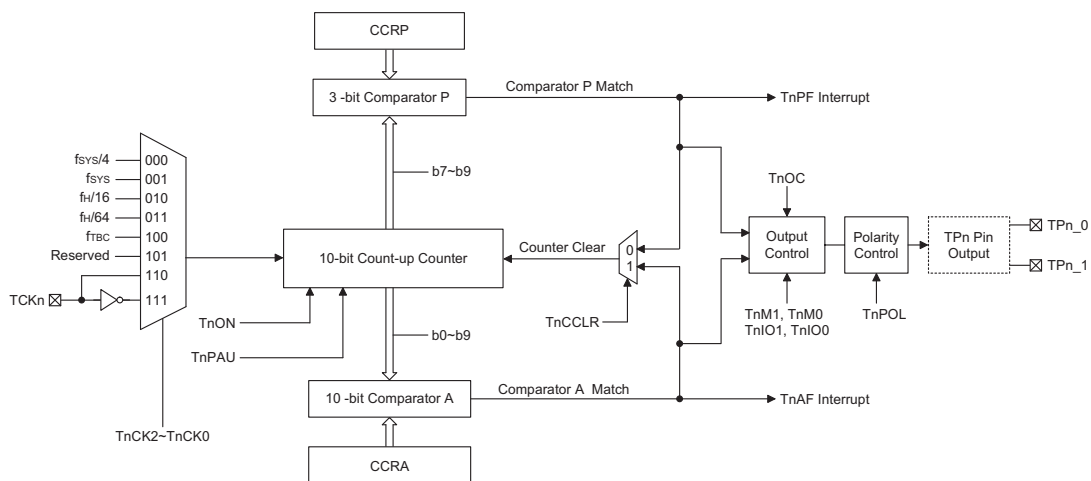 CCRP
3 -bit Comparator P
Comparator P Match
TnPF Interrupt
b7~b9
fSYS/4
000
fSYS
001
fH/16
010
fH/64
011
fTBC
100
Reserved
101
110
TCKn
111
TnCK2~TnCK0
10-bit Count-up Counter
TnON
TnPAU
Counter Clear
0
1
TnCCLR
b0~b9
TnOC
Output
Control
TnM1, TnM0
TnIO1, TnIO0
Polarity
Control
TnPOL
TPn Pin
Output
TPn_0
TPn_1
10 -bit Comparator A
Comparator A Match
TnAF Interrupt
CCRA